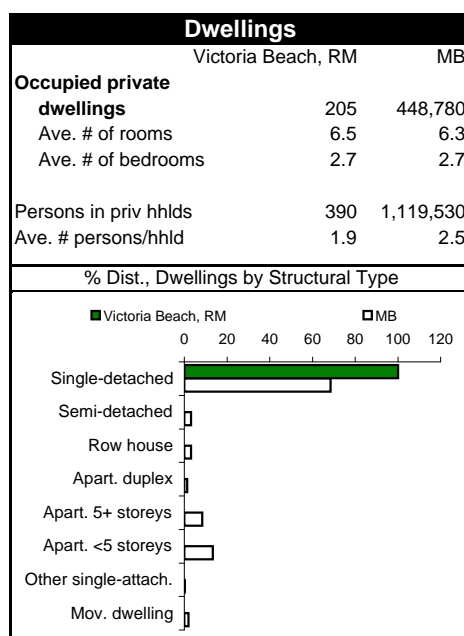 Dwellings
Victoria Beach, RM MB
Occupied private
dwellings 205 448,780
Ave. # of rooms 6.5 6.3
Ave. # of bedrooms 2.7 2.7
Persons in priv hhlds 390 1,119,530
Ave. # persons/hhld 1.9 2.5
% Dist., Dwellings by Structural Type
Victoria Beach, RM MB
0 20 40 60 80 100 120
Single-detached
Semi-detached
Row house
Apart. duplex
Apart. 5+ storeys
Apart. <5 storeys
Other single-attach.
Mov. dwelling